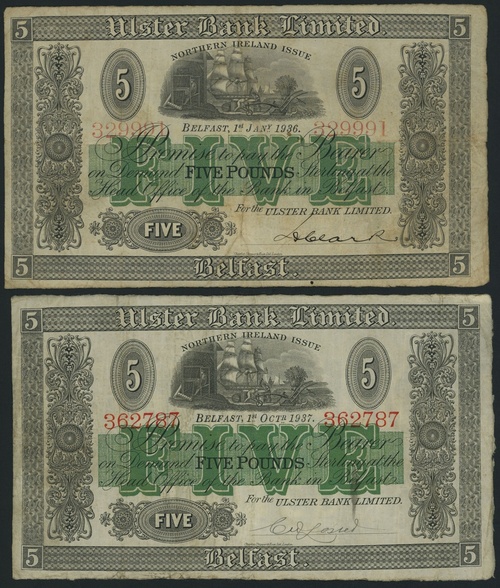 5 Ulster Bank Limited. 5
NORTHERN IRELAND ISSUE
5 5
BELFAST, 1ST JANY 1936.
329991 329991
Promise to pay the Bearer
on Demand FIVE POUNDS Sterling at the
Head Office of the Bank in Belfast
FIVE
For the ULSTER BANK LIMITED.
FIVE
5 Belfast. 5
5 Ulster Bank Limited. 5
NORTHERN IRELAND ISSUE
5 5
BELFAST, 1ST OCTR 1937.
362787 362787
Promise to pay the Bearer
on Demand FIVE POUNDS Sterling at the
Head Office of the Bank in Belfast
FIVE
For the ULSTER BANK LIMITED.
FIVE
5 Belfast. 5